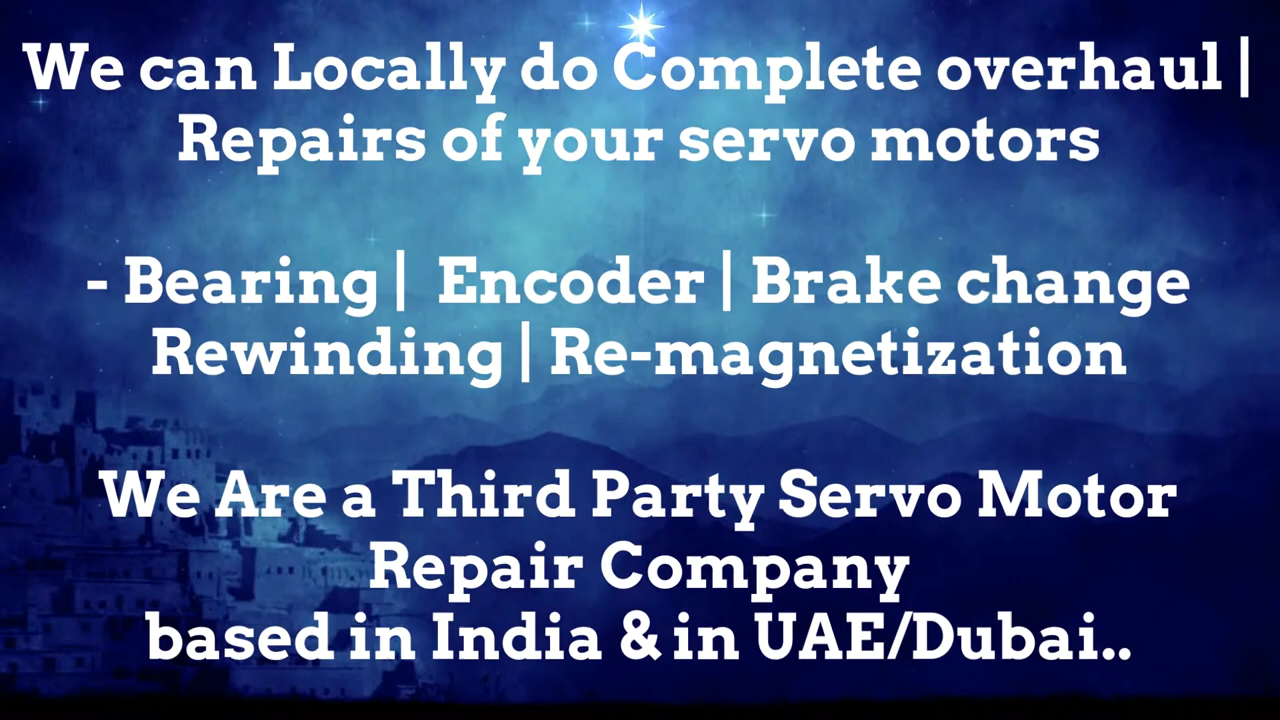 We can Locally do Complete overhaul |
Repairs of your servo motors
- Bearing | Encoder | Brake change
Rewinding | Re-magnetization
We Are a Third Party Servo Motor
Repair Company
based in India & in UAE/Dubai..